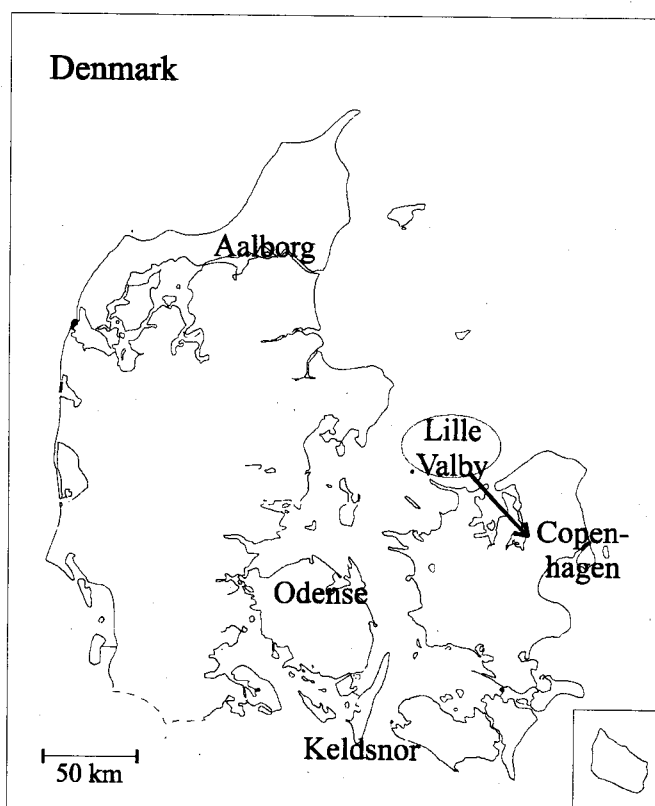 Denmark
Aalborg
Lille
Valby
Copen-
hagen
Odense
Keldsnor
50 km